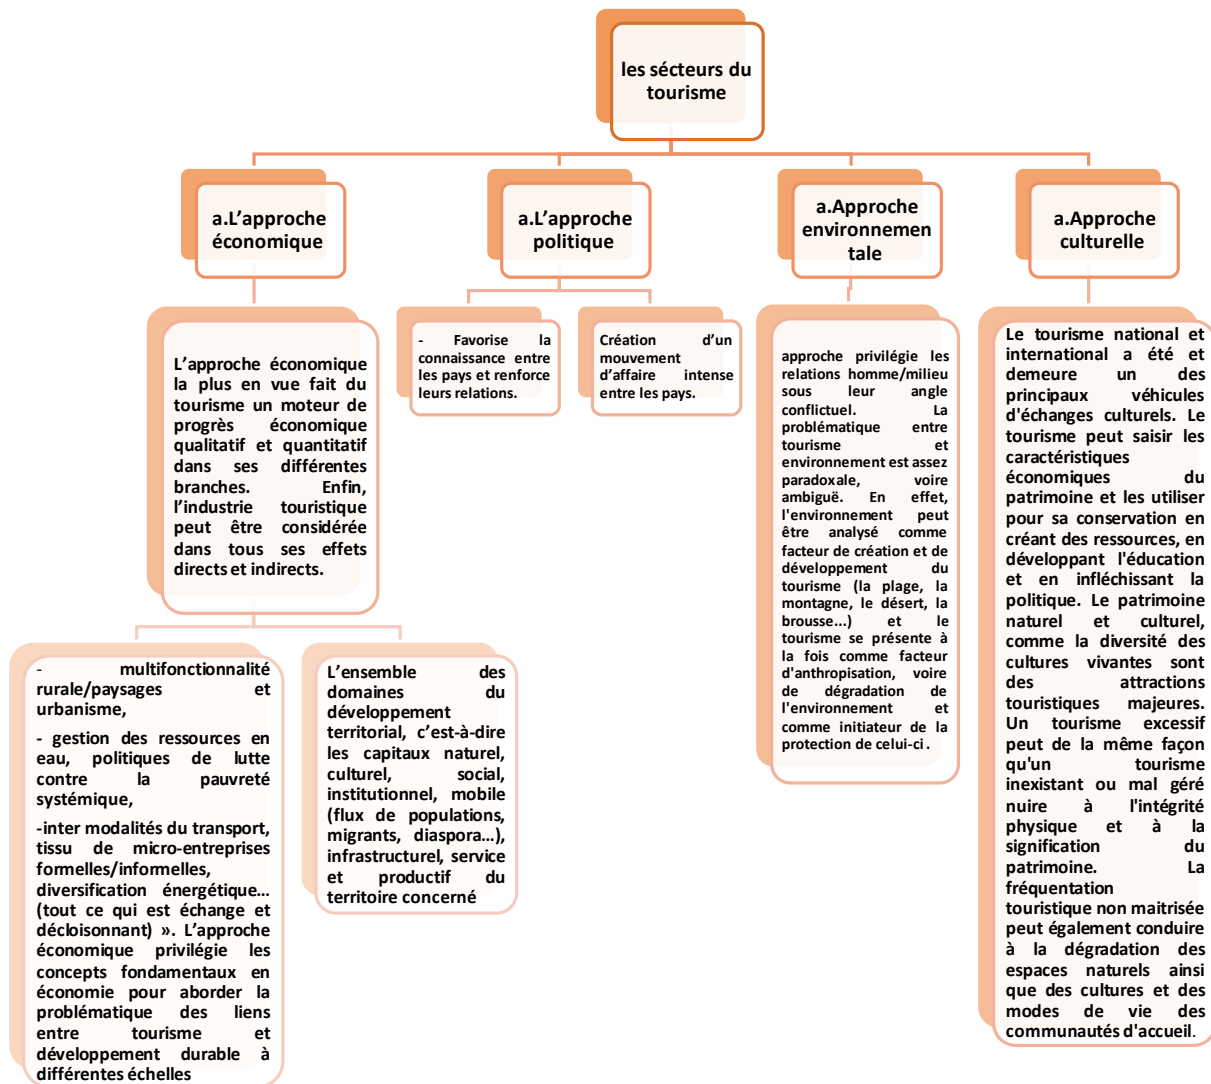 les sécteurs du
tourisme
a.L’approche
économique
a.L’approche
politique
a.Approche
environnemen
tale
a.Approche
culturelle
L’approche économique
la plus en vue fait du
tourisme un moteur de
progrès économique
qualitatif et quantitatif
dans ses différentes
branches. Enfin,
l’industrie touristique
peut être considérée
dans tous ses effets
directs et indirects.
- multifonctionnalité
rurale/paysages et
urbanisme,
- gestion des ressources en
eau, politiques de lutte
contre la pauvreté
systémique,
-inter modalités du transport,
tissu de micro-entreprises
formelles/informelles,
diversification énergétique…
(tout ce qui est échange et
décloisonnant) ». L’approche
économique privilégie les
concepts fondamentaux en
économie pour aborder la
problématique des liens
entre tourisme et
développement durable à
différentes échelles
L’ensemble des
domaines du
développement
territorial, c’est-à-dire
les capitaux naturel,
culturel, social,
institutionnel, mobile
(flux de populations,
migrants, diaspora…),
infrastructurel, service
et productif du
territoire concerné
- Favorise la
connaissance entre
les pays et renforce
leurs relations.
Création d’un
mouvement
d’affaire intense
entre les pays.
approche privilégie les
relations homme/milieu
sous leur angle
conflictuel. La
problématique entre
tourisme et
environnement est assez
paradoxale, voire
ambiguë. En effet,
l'environnement peut
être analysé comme
facteur de création et de
développement du
tourisme (la plage, la
montagne, le désert, la
brousse...) et le
tourisme se présente à
la fois comme facteur
d'anthropisation, voire
de dégradation de
l'environnement et
comme initiateur de la
protection de celui-ci .
Le tourisme national et
international a été et
demeure un des
principaux véhicules
d'échanges culturels. Le
tourisme peut saisir les
caractéristiques
économiques du
patrimoine et les utiliser
pour sa conservation en
créant des ressources, en
développant l'éducation
et en infléchissant la
politique. Le patrimoine
naturel et culturel,
comme la diversité des
cultures vivantes sont
des attractions
touristiques majeures.
Un tourisme excessif
peut de la même façon
qu'un tourisme
inexistant ou mal géré
nuire à l'intégrité
physique et à la
signification du
patrimoine. La
fréquentation
touristique non maitrisée
peut également conduire
à la dégradation des
espaces naturels ainsi
que des cultures et des
modes de vie des
communautés d'accueil.